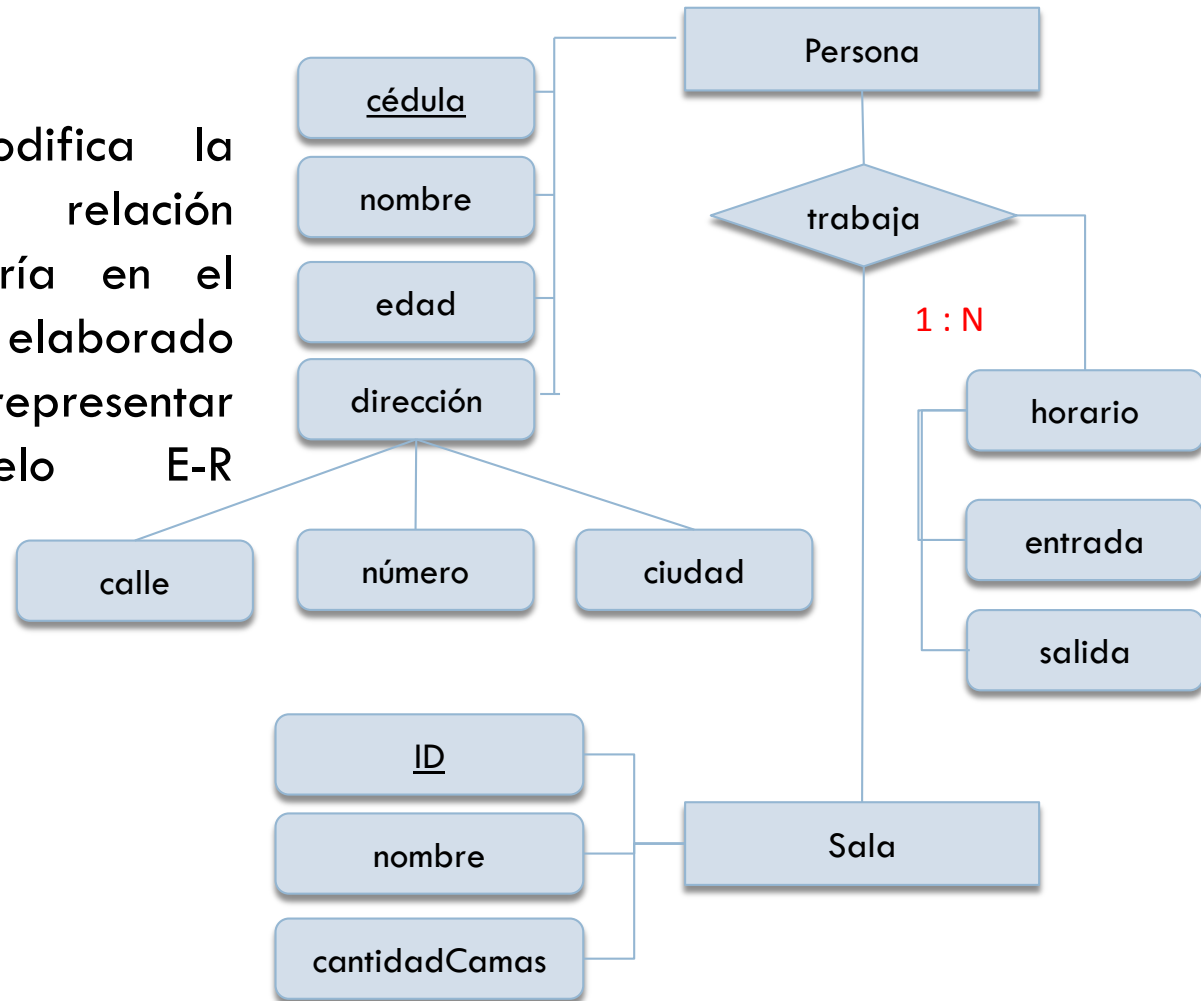 odifica la
relación
ría en el
elaborado
representar
elo E-R
Persona
cédula
nombre
edad
dirección
calle
número
ciudad
trabaja
1 : N
horario
entrada
salida
ID
nombre
cantidadCamas
Sala